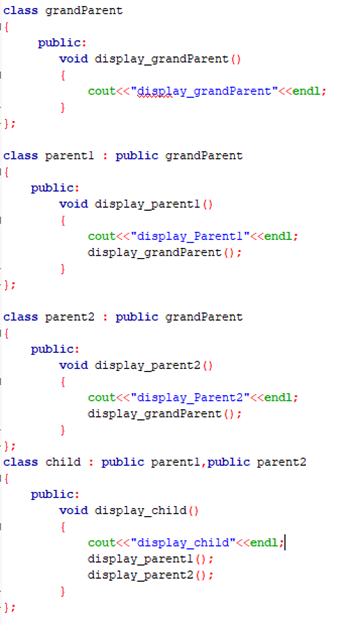 class grandParent
{
public:
void display_grandParent()
{
cout<<"display_grandParent"<<endl;
}
};
class parent1 : public grandParent
{
public:
void display_parent1()
{
cout<<"display_Parent1"<<endl;
display_grandParent();
}
};
class parent2 : public grandParent
{
public:
void display_parent2()
{
cout<<"display_Parent2"<<endl;
display_grandParent();
}
};
class child : public parent1,public parent2
{
public:
void display_child()
{
cout<<"display_child"<<endl;
display_parent1();
display_parent2();
}
};